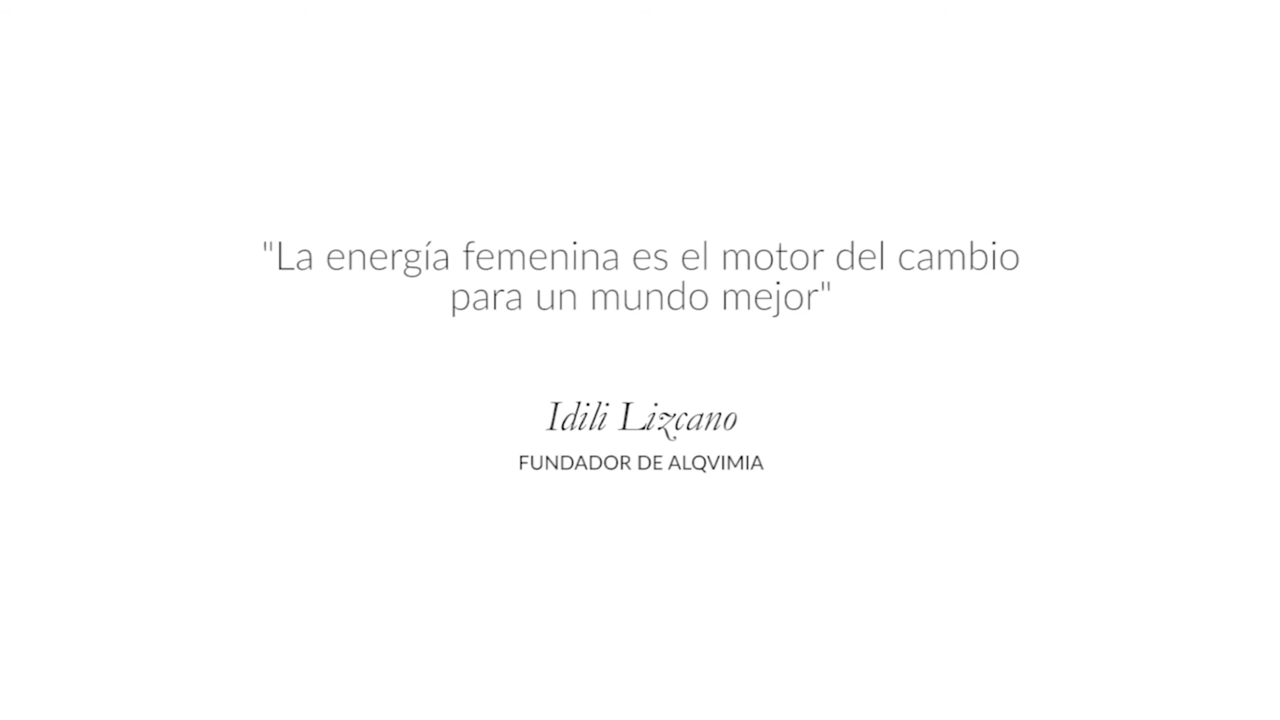 "La energía femenina es el motor del cambio
para un mundo mejor"
Idili Lizcano
FUNDADOR DE ALQVIMIA